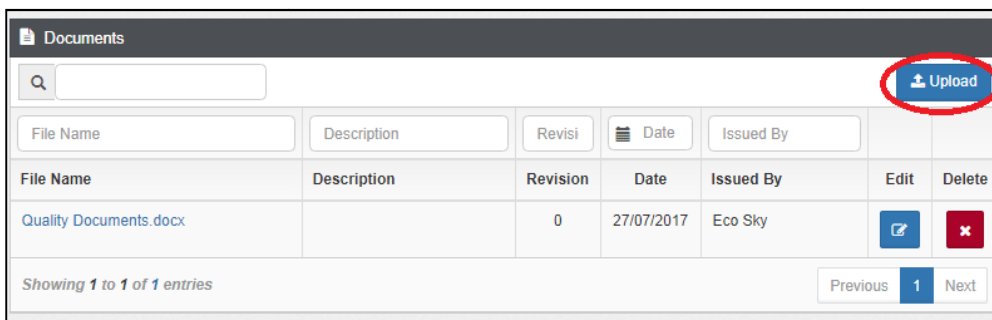 Documents
Upload
File Name Description Revisi Date Issued By
File Name Description Revision Date Issued By Edit Delete
Quality Documents.docx 0 27/07/2017 Eco Sky
Showing 1 to 1 of 1 entries Previous 1 Next